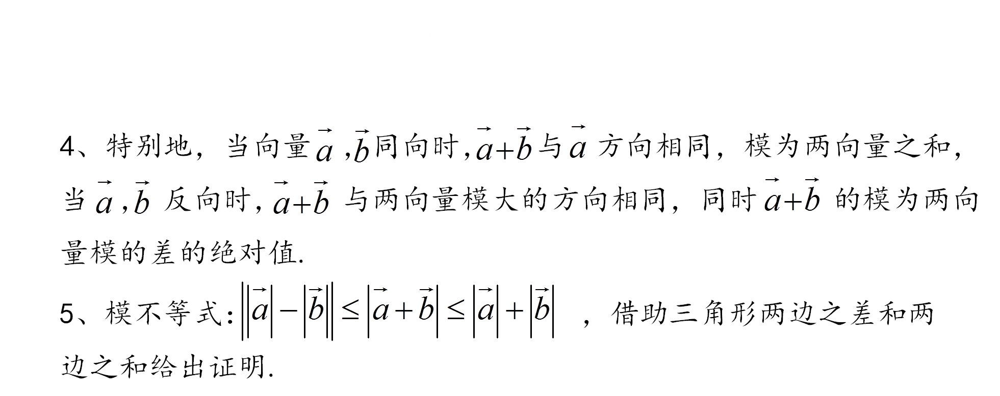 4、特别地，当向量 $\vec{a}$ ,$\vec{b}$ 同向时,$\vec{a}+\vec{b}$ 与 $\vec{a}$ 方向相同，模为两向量之和，
当 $\vec{a}$ ,$\vec{b}$ 反向时,$\vec{a}+\vec{b}$ 与两向量模大的方向相同，同时 $\vec{a}+\vec{b}$ 的模为两向
量模的差的绝对值.
5、模不等式: $||\vec{a}|-|\vec{b}|| \le |\vec{a}+\vec{b}| \le |\vec{a}|+|\vec{b}|$ ，借助三角形两边之差和两
边之和给出证明.